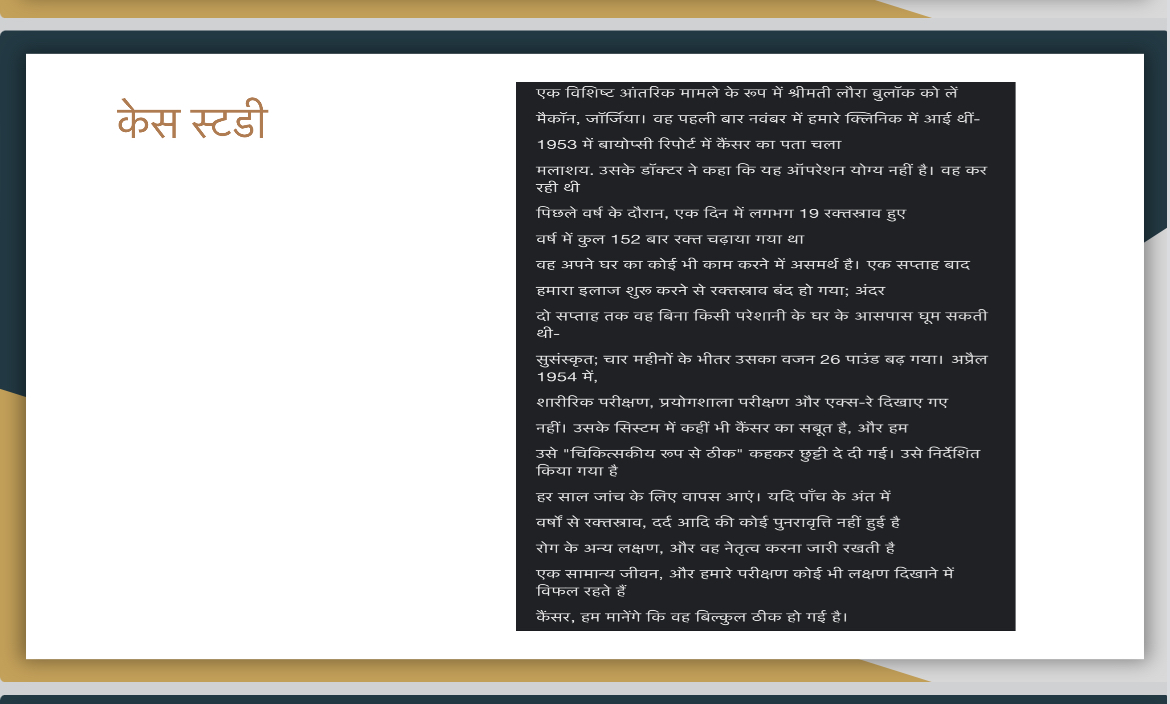 केस स्टडी
एक विशिष्ट आंतरिक मामले के रूप में श्रीमती लौरा बुलॉक को लें
मैकॉन, जॉर्जिया। वह पहली बार नवंबर में हमारे क्लिनिक में आई थीं-
1953 में बायोप्सी रिपोर्ट में कैंसर का पता चला
मलाशय. उसके डॉक्टर ने कहा कि यह ऑपरेशन योग्य नहीं है। वह कर
रही थी
पिछले वर्ष के दौरान, एक दिन में लगभग 19 रक्तस्राव हुए
वर्ष में कुल 152 बार रक्त चढ़ाया गया था
वह अपने घर का कोई भी काम करने में असमर्थ है। एक सप्ताह बाद
हमारा इलाज शुरू करने से रक्तस्राव बंद हो गया; अंदर
दो सप्ताह तक वह बिना किसी परेशानी के घर के आसपास घूम सकती
थी-
सुसंस्कृत; चार महीनों के भीतर उसका वजन 26 पाउंड बढ़ गया। अप्रैल
1954 में,
शारीरिक परीक्षण, प्रयोगशाला परीक्षण और एक्स-रे दिखाए गए
नहीं। उसके सिस्टम में कहीं भी कैंसर का सबूत है, और हम
उसे "चिकित्सकीय रूप से ठीक" कहकर छुट्टी दे दी गई। उसे निर्देशित
किया गया है
हर साल जांच के लिए वापस आएं। यदि पाँच के अंत में
वर्षों से रक्तस्राव, दर्द आदि की कोई पुनरावृत्ति नहीं हुई है
रोग के अन्य लक्षण, और वह नेतृत्व करना जारी रखती है
एक सामान्य जीवन, और हमारे परीक्षण कोई भी लक्षण दिखाने में
विफल रहते हैं
कैंसर, हम मानेंगे कि वह बिल्कुल ठीक हो गई है।